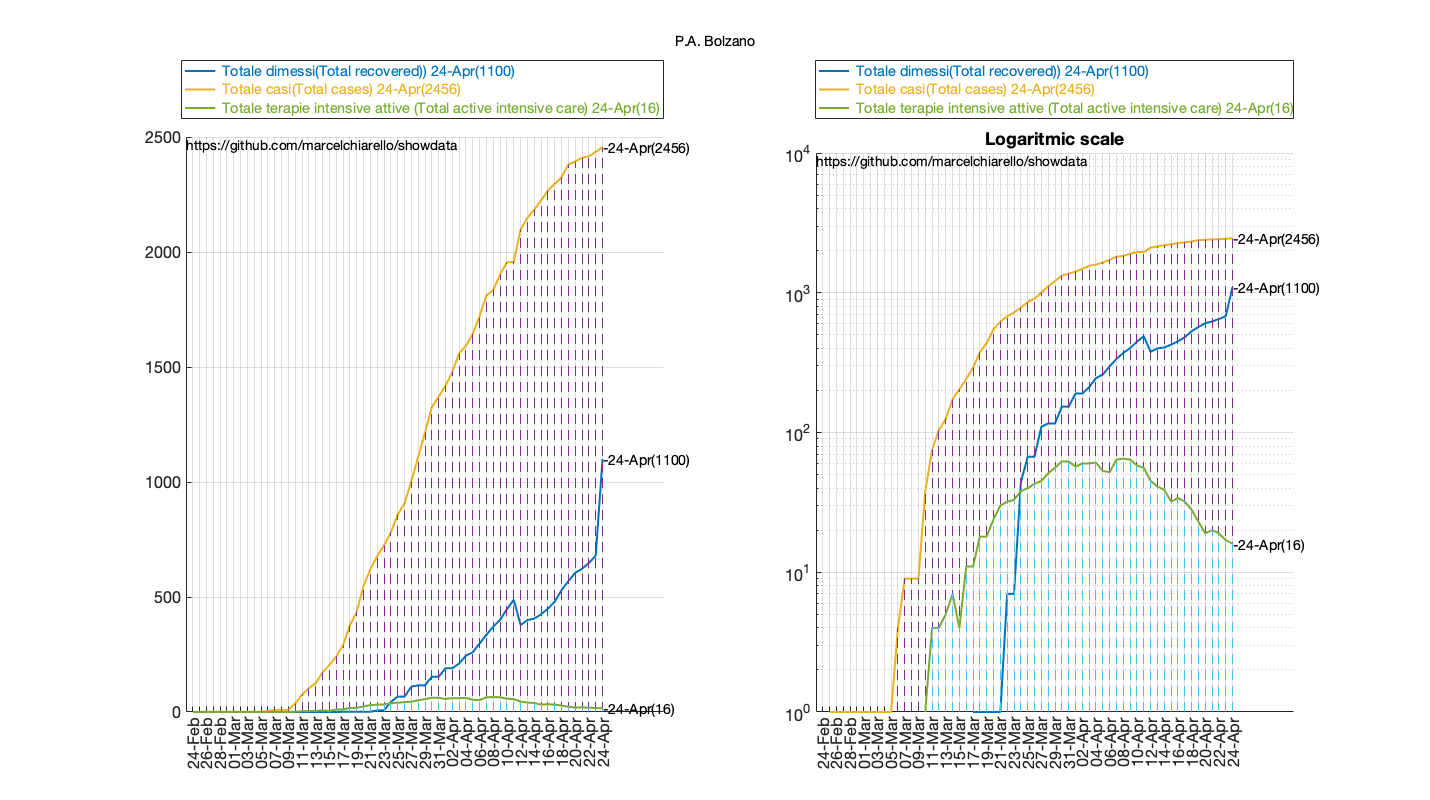 P.A. Bolzano
Totale dimessi(Total recovered)) 24-Apr(1100)
Totale casi(Total cases) 24-Apr(2456)
Totale terapie intensive attive (Total active intensive care) 24-Apr(16)
https://github.com/marcelchiarello/showdata
2500
2000
1500
1000
500
0
-24-Apr(2456)
-24-Apr(1100)
-24-Apr(16)
24-Feb
26-Feb
28-Feb
01-Mar
03-Mar
05-Mar
07-Mar
09-Mar
11-Mar
13-Mar
15-Mar
17-Mar
19-Mar
21-Mar
23-Mar
25-Mar
27-Mar
29-Mar
31-Mar
02-Apr
04-Apr
06-Apr
08-Apr
10-Apr
12-Apr
14-Apr
16-Apr
18-Apr
20-Apr
22-Apr
24-Apr
Totale dimessi(Total recovered)) 24-Apr(1100)
Totale casi(Total cases) 24-Apr(2456)
Totale terapie intensive attive (Total active intensive care) 24-Apr(16)
Logaritmic scale
https://github.com/marcelchiarello/showdata
10⁴
10³
10²
10¹
10⁰
-24-Apr(2456)
-24-Apr(1100)
-24-Apr(16)
24-Feb
26-Feb
28-Feb
01-Mar
03-Mar
05-Mar
07-Mar
09-Mar
11-Mar
13-Mar
15-Mar
17-Mar
19-Mar
21-Mar
23-Mar
25-Mar
27-Mar
29-Mar
31-Mar
02-Apr
04-Apr
06-Apr
08-Apr
10-Apr
12-Apr
14-Apr
16-Apr
18-Apr
20-Apr
22-Apr
24-Apr